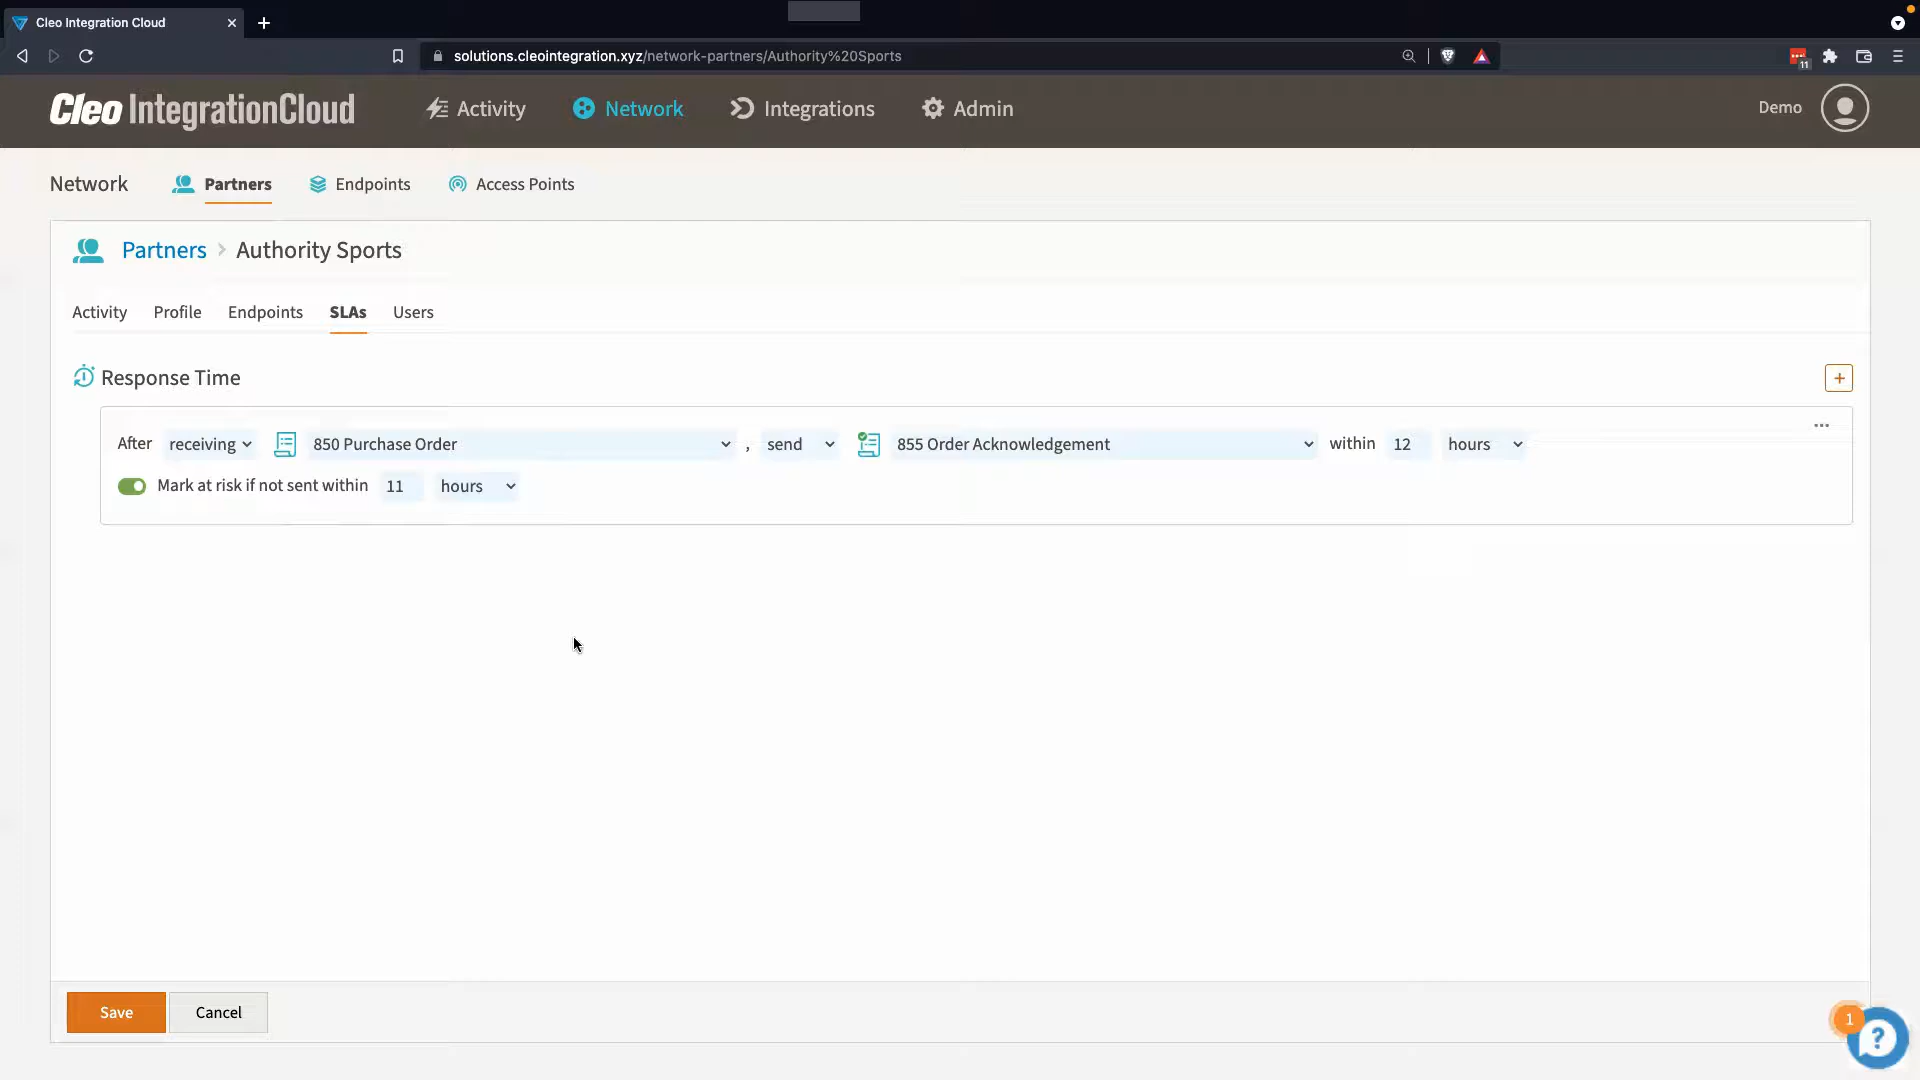 Cleo Integration Cloud
solutions.cleointegration.xyz/network-partners/Authority%20Sports
11
Cleo IntegrationCloud
Activity
Network
Integrations
Admin
Demo
Network
Partners
Endpoints
Access Points
Partners > Authority Sports
Activity
Profile
Endpoints
SLAs
Users
Response Time
+
After receiving 850 Purchase Order , send 855 Order Acknowledgement within 12 hours
Mark at risk if not sent within 11 hours
Save
Cancel
1
?